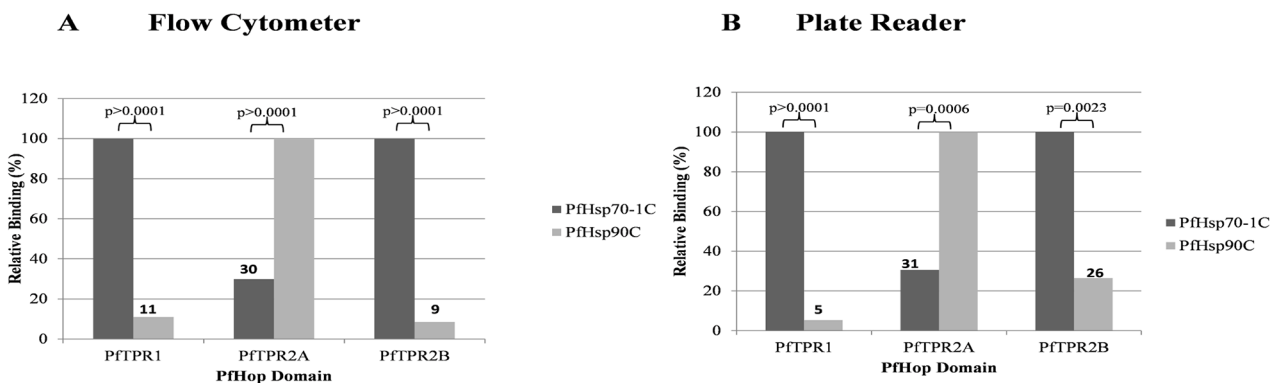 A Flow Cytometer
p>0.0001 p>0.0001 p>0.0001
120
100
80
60
40
20
0
Relative Binding (%)
11
30
9
PfTPR1 PfTPR2A PfTPR2B
PfHop Domain
PfHsp70-1C
PfHsp90C
B Plate Reader
p>0.0001 p=0.0006 p=0.0023
120
100
80
60
40
20
0
Relative Binding (%)
5
31
26
PfTPR1 PfTPR2A PfTPR2B
PfHop Domain
PfHsp70-1C
PfHsp90C